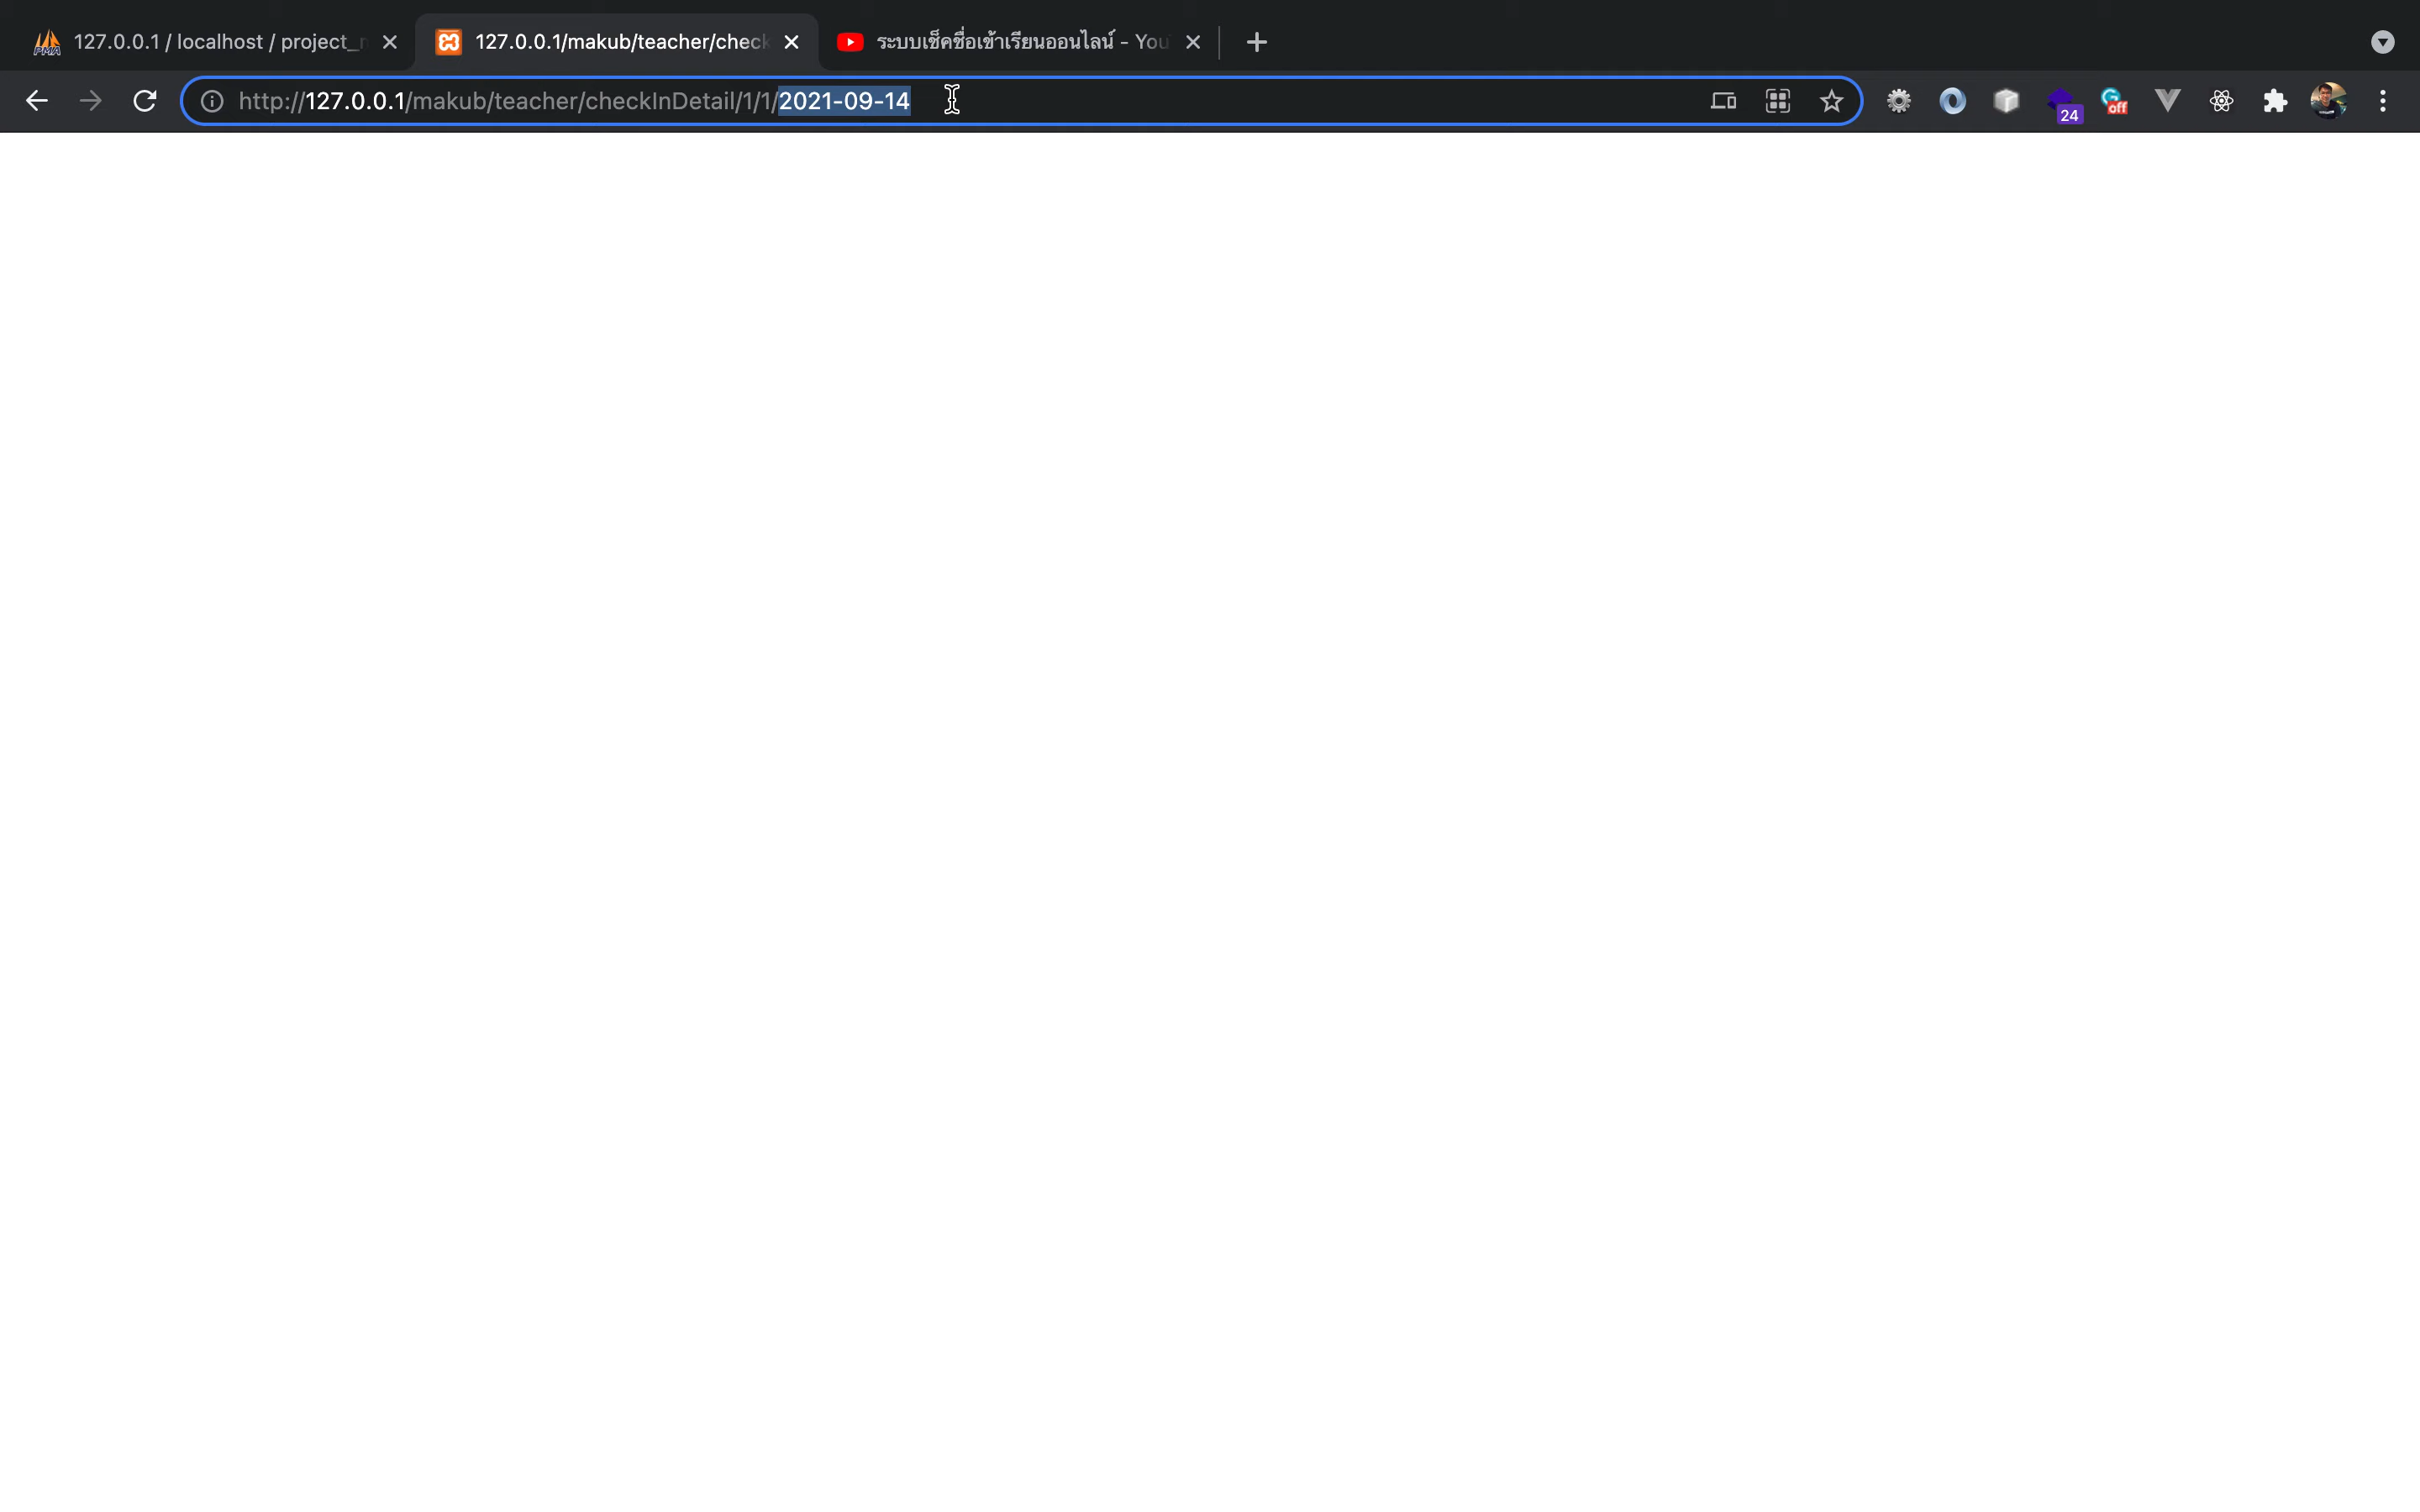 127.0.0.1 / localhost / project_
127.0.0.1/makub/teacher/check
ระบบเช็คชื่อเข้าเรียนออนไลน์ - You
http://127.0.0.1/makub/teacher/checkInDetail/1/1/2021-09-14
24
off
PMA